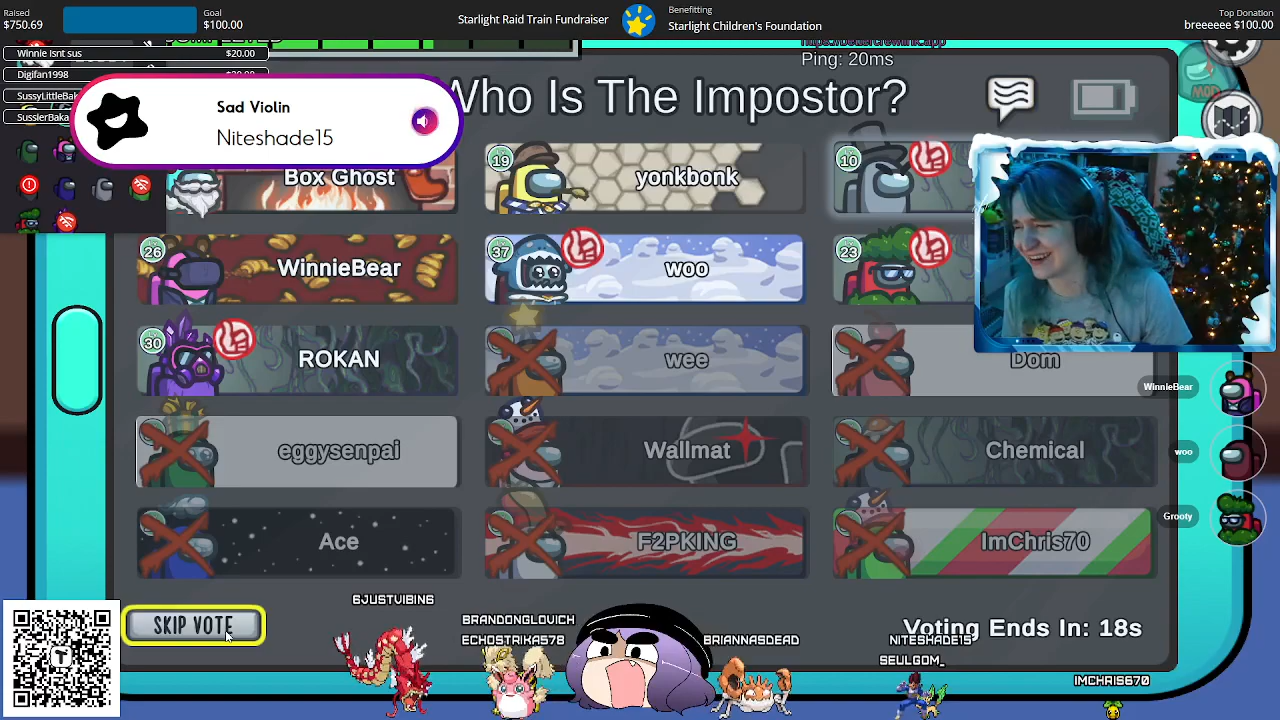 Raised
$750.69
Goal
$100.00
Starlight Raid Train Fundraiser
Benefitting
Starlight Children's Foundation
Top Donation
breeeeee $100.00
Winnie Isnt sus $20.00
Digifan1998
SussyLittleBak
SussierBaka
Sad Violin
Niteshade15
Ping: 20ms
Who Is The Impostor?
MOD
Box Ghost
19
yonkbonk
10
26
WinnieBear
37
woo
23
30
ROKAN
wee
Dom
WinnieBear
eggysenpai
Wallmat
Chemical
woo
Grooty
Ace
F2PKING
ImChris70
SKIP VOTE
Voting Ends In: 18s
BJUSTVIBING
BRANDONGLOVICH
ECHOSTRIKA578
BRIANNASDEAD
NITESHADE15
SEULGOM_
IMCHRIS670
T